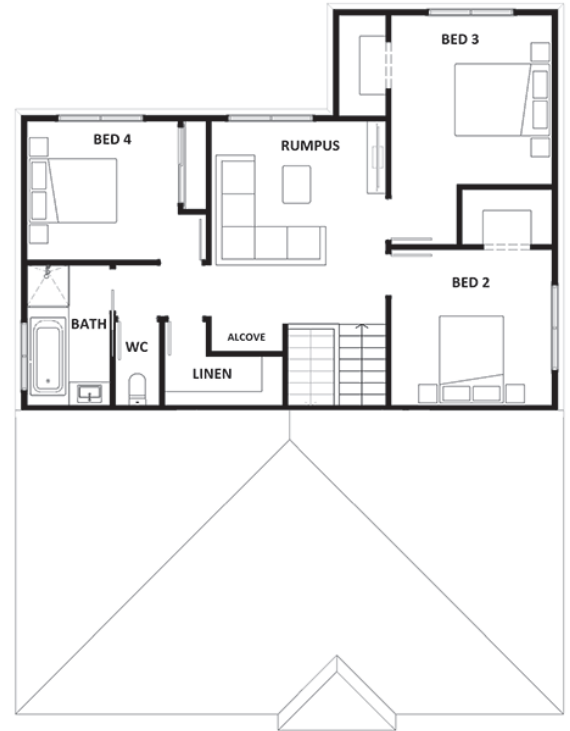 BED 3
BED 4
RUMPUS
BED 2
BATH
WC
ALCOVE
LINEN